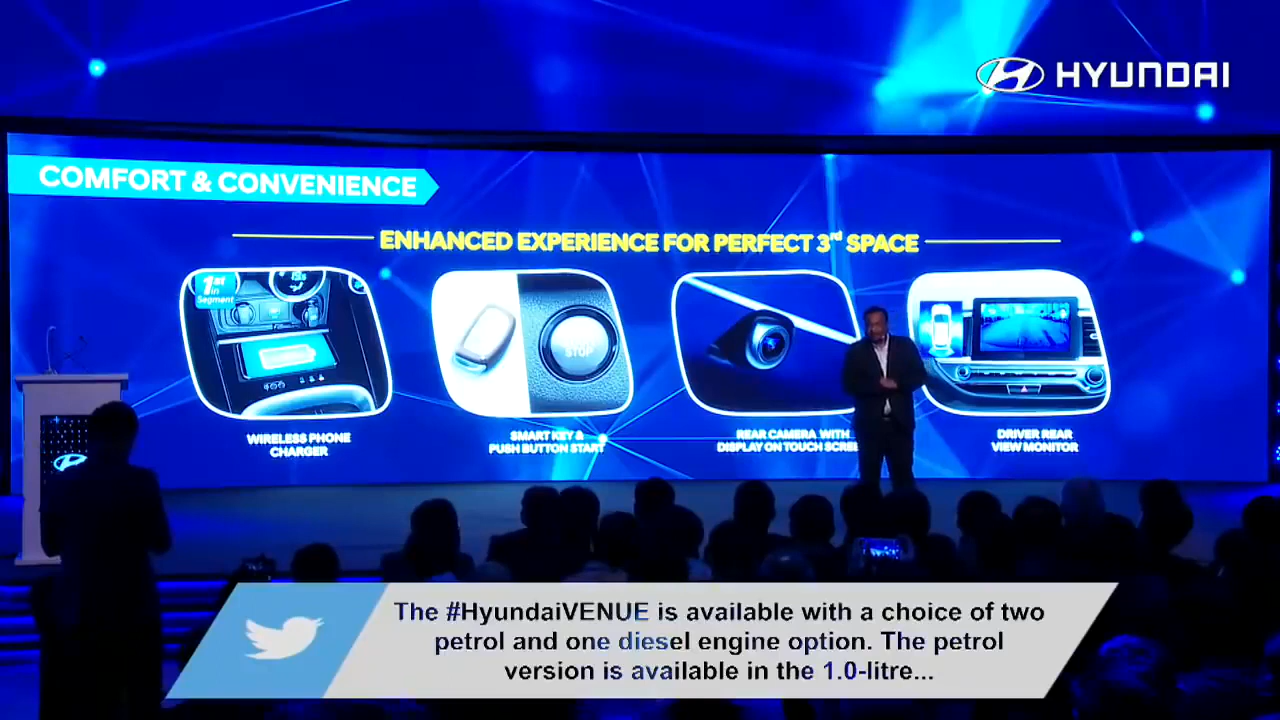 HYUNDAI
COMFORT & CONVENIENCE
ENHANCED EXPERIENCE FOR PERFECT 3rd SPACE
1st
in
Segment
STOP
WIRELESS PHONE
CHARGER
SMART KEY &
PUSH BUTTON START
REAR CAMERA WITH
DISPLAY ON TOUCH
DRIVER REAR
VIEW MONITOR
The #HyundaiVENUE is available with a choice of two
petrol and one diesel engine option. The petrol
version is available in the 1.0-litre...